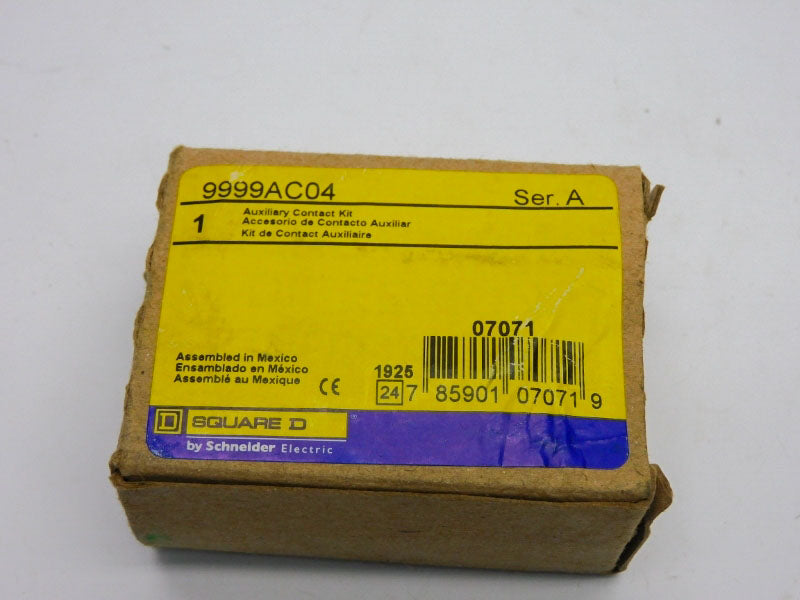 9999AC04 Ser. A
1 Auxiliary Contact Kit
Accesorio de Contacto Auxiliar
Kit de Contact Auxiliaire
07071
Assembled in Mexico
Ensamblado en México
Assemblé au Mexique
CE
1925
24
7 85901 07071 9
D SQUARE D ®
by Schneider Electric